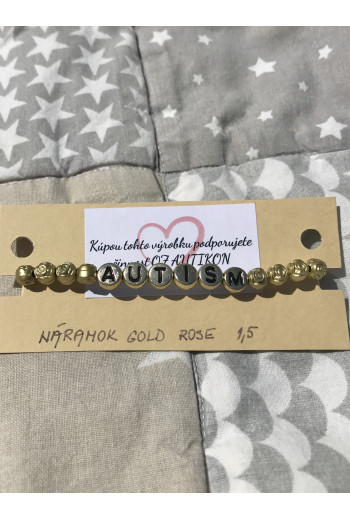 Kúpou tohto výrobku podporujete
činnosť OZ AUTIKON
AUTISM
NÁRAMOK GOLD ROSE 1,5